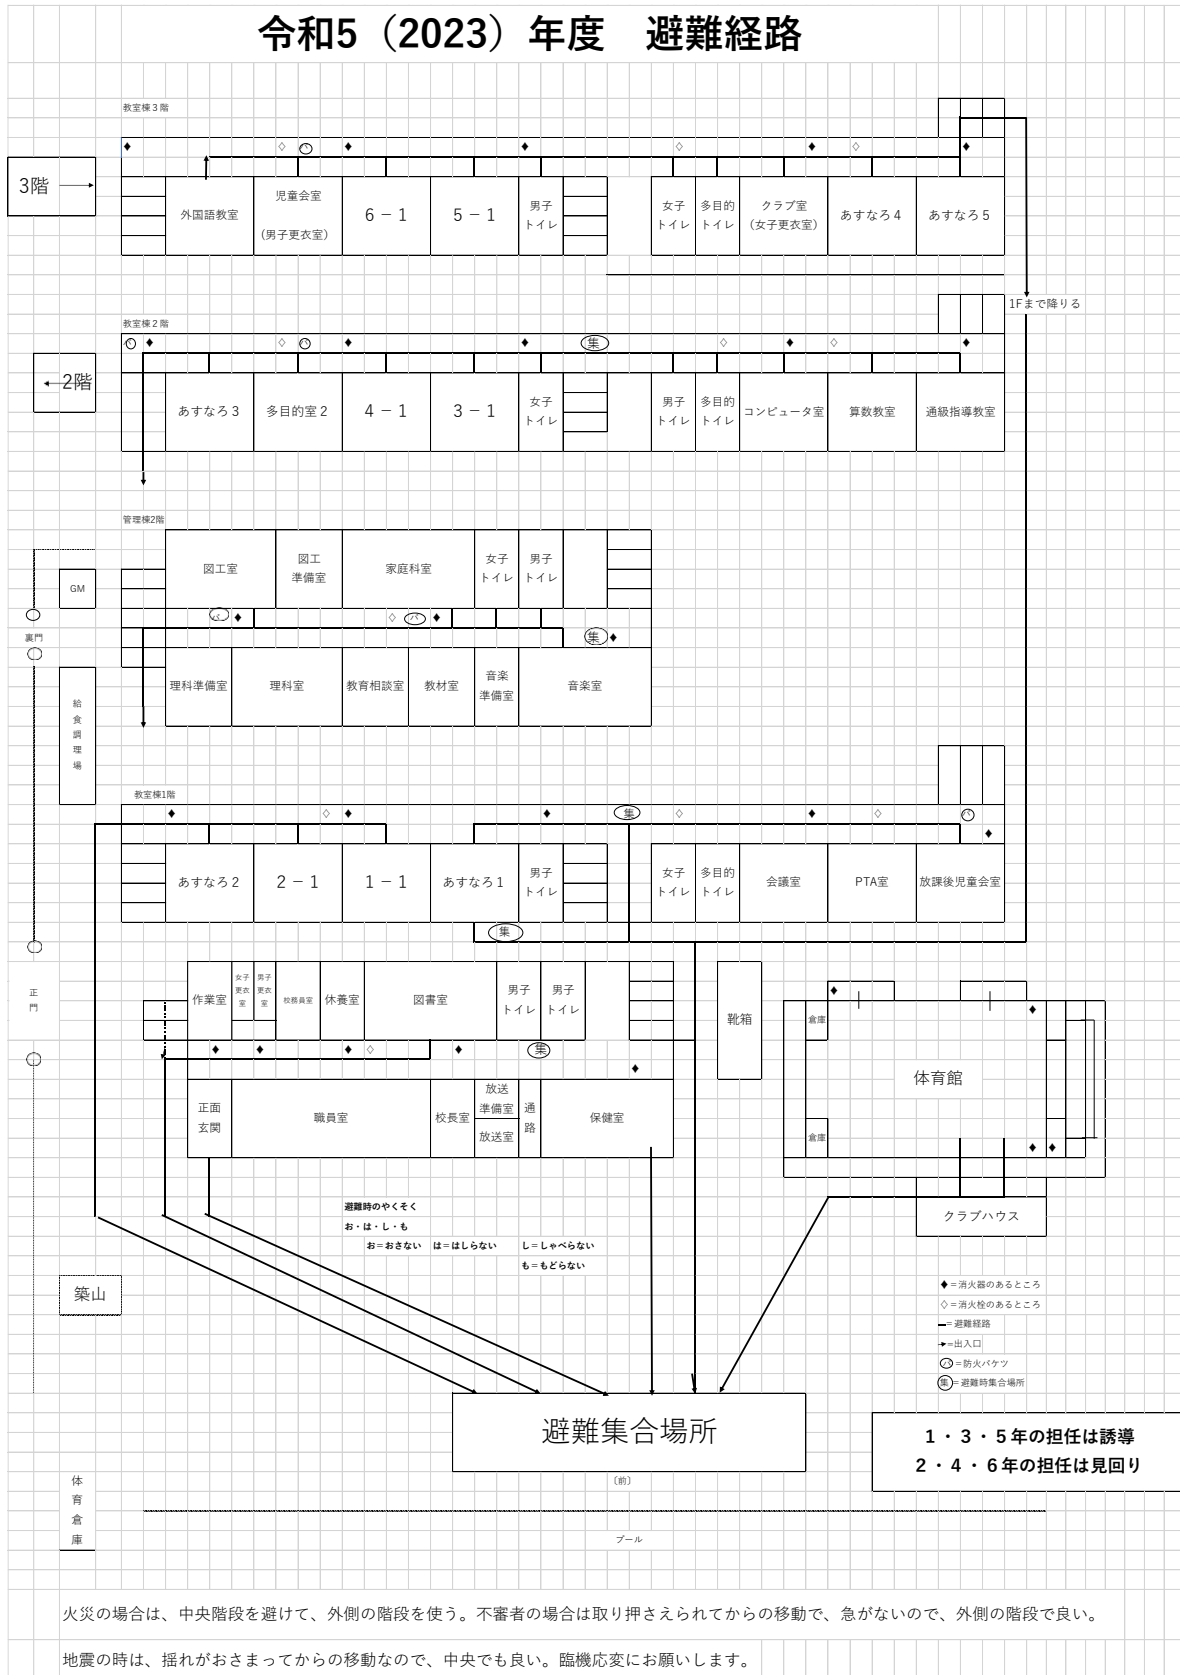 令和5（2023）年度　避難経路
教室棟３階
3階
外国語教室
児童会室
(男子更衣室)
６－１
５－１
男子
トイレ
女子
トイレ
多目的
トイレ
クラブ室
(女子更衣室)
あすなろ４
あすなろ５
バ
1Fまで降りる
教室棟２階
2階
バ
バ
集
あすなろ３
多目的室２
４－１
３－１
女子
トイレ
男子
トイレ
多目的
トイレ
コンピュータ室
算数教室
通級指導教室
管理棟2階
図工室
図工
準備室
家庭科室
女子
トイレ
男子
トイレ
GM
バ
バ
集
裏門
理科準備室
理科室
教育相談室
教材室
音楽
準備室
音楽室
給食調理場
教室棟1階
集
バ
あすなろ２
２－１
１－１
あすなろ１
男子
トイレ
女子
トイレ
多目的
トイレ
会議室
PTA室
放課後児童会室
集
正門
作業室
女子
更衣
室
男子
更衣
室
校務員室
休養室
図書室
男子
トイレ
男子
トイレ
靴箱
倉庫
体育館
倉庫
集
正面
玄関
職員室
校長室
放送
準備室
放送室
通路
保健室
クラブハウス
避難時のやくそく
お・は・し・も
お＝おさない　は＝はしらない　し＝しゃべらない
も＝もどらない
築山
♦＝消火器のあるところ
♢＝消火栓のあるところ
━＝避難経路
→＝出入口
バ＝防火バケツ
集＝避難時集合場所
避難集合場所
１・３・５年の担任は誘導
２・４・６年の担任は見回り
〔前〕
体育倉庫
プール
火災の場合は、中央階段を避けて、外側の階段を使う。不審者の場合は取り押さえられてからの移動で、急がないので、外側の階段で良い。
地震の時は、揺れがおさまってからの移動なので、中央でも良い。臨機応変にお願いします。